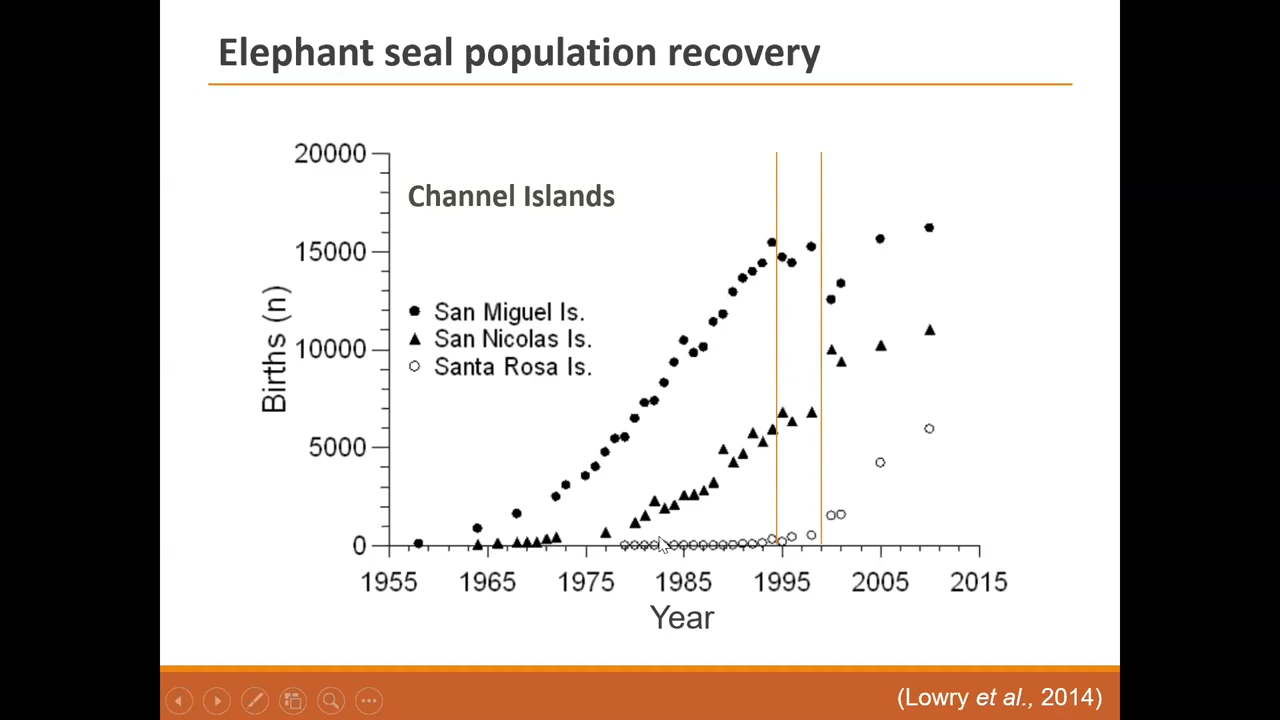 Elephant seal population recovery
20000
Channel Islands
15000
San Miguel Is.
San Nicolas Is.
10000
Santa Rosa Is.
Births (n)
5000
0
1955 1965 1975 1985 1995 2005 2015
Year
(Lowry et al., 2014)